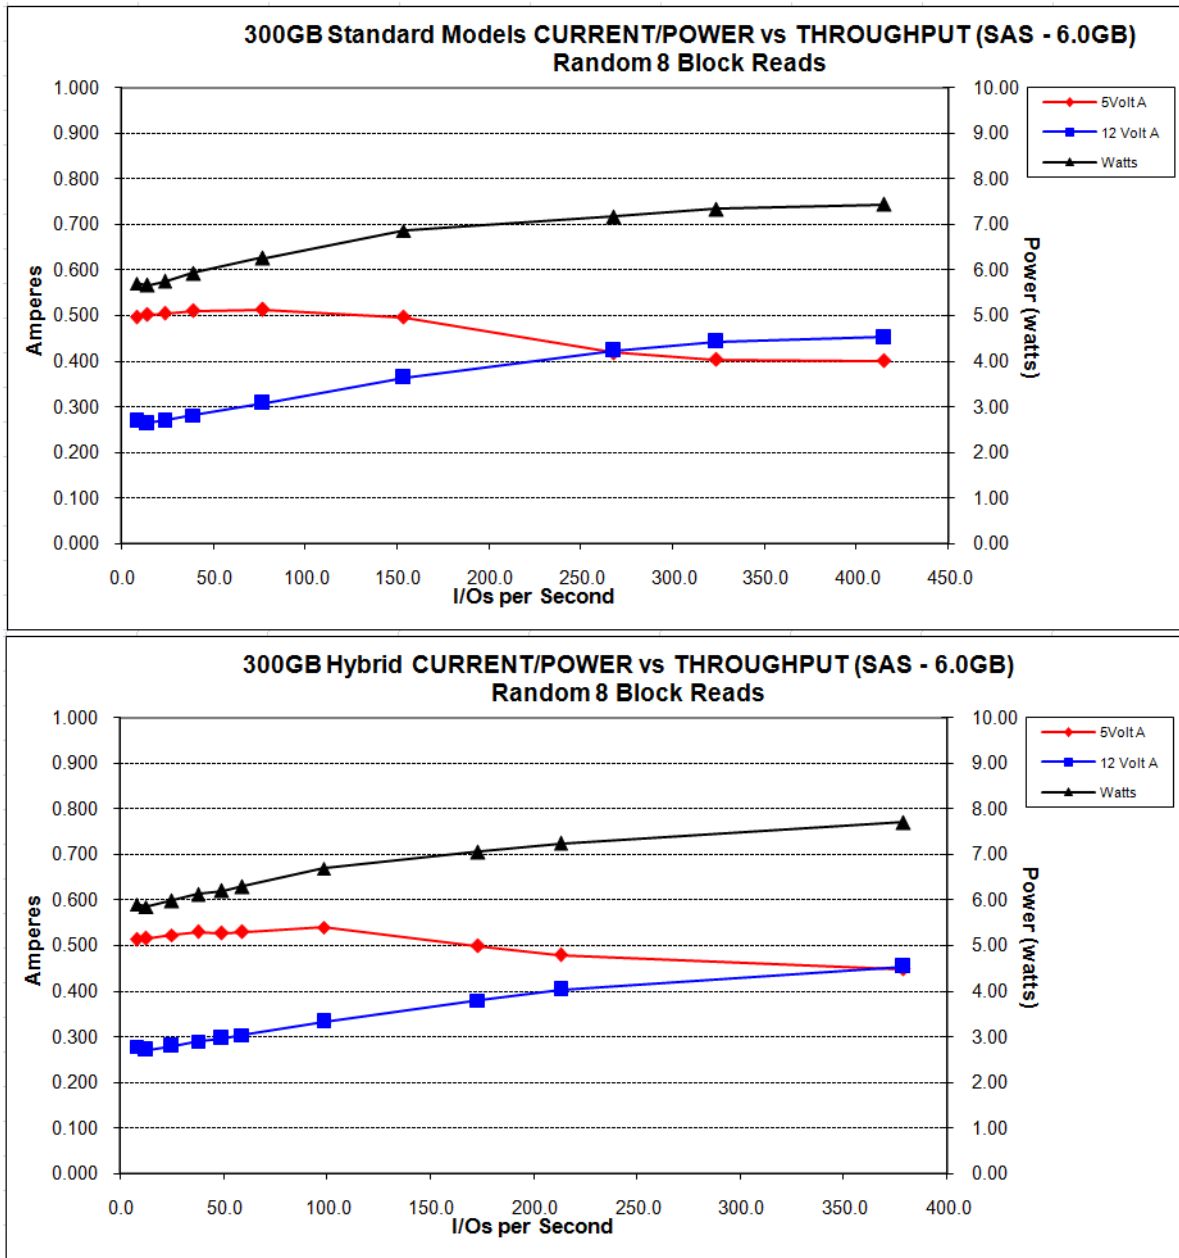 300GB Standard Models CURRENT/POWER vs THROUGHPUT (SAS - 6.0GB)
Random 8 Block Reads
1.000
0.900
0.800
0.700
0.600
0.500
0.400
0.300
0.200
0.100
0.000
Amperes
10.00
9.00
8.00
7.00
6.00
5.00
4.00
3.00
2.00
1.00
0.00
Power (watts)
5Volt A
12 Volt A
Watts
0.0 50.0 100.0 150.0 200.0 250.0 300.0 350.0 400.0 450.0
I/Os per Second
300GB Hybrid CURRENT/POWER vs THROUGHPUT (SAS - 6.0GB)
Random 8 Block Reads
1.000
0.900
0.800
0.700
0.600
0.500
0.400
0.300
0.200
0.100
0.000
Amperes
10.00
9.00
8.00
7.00
6.00
5.00
4.00
3.00
2.00
1.00
0.00
Power (watts)
5Volt A
12 Volt A
Watts
0.0 50.0 100.0 150.0 200.0 250.0 300.0 350.0 400.0
I/Os per Second